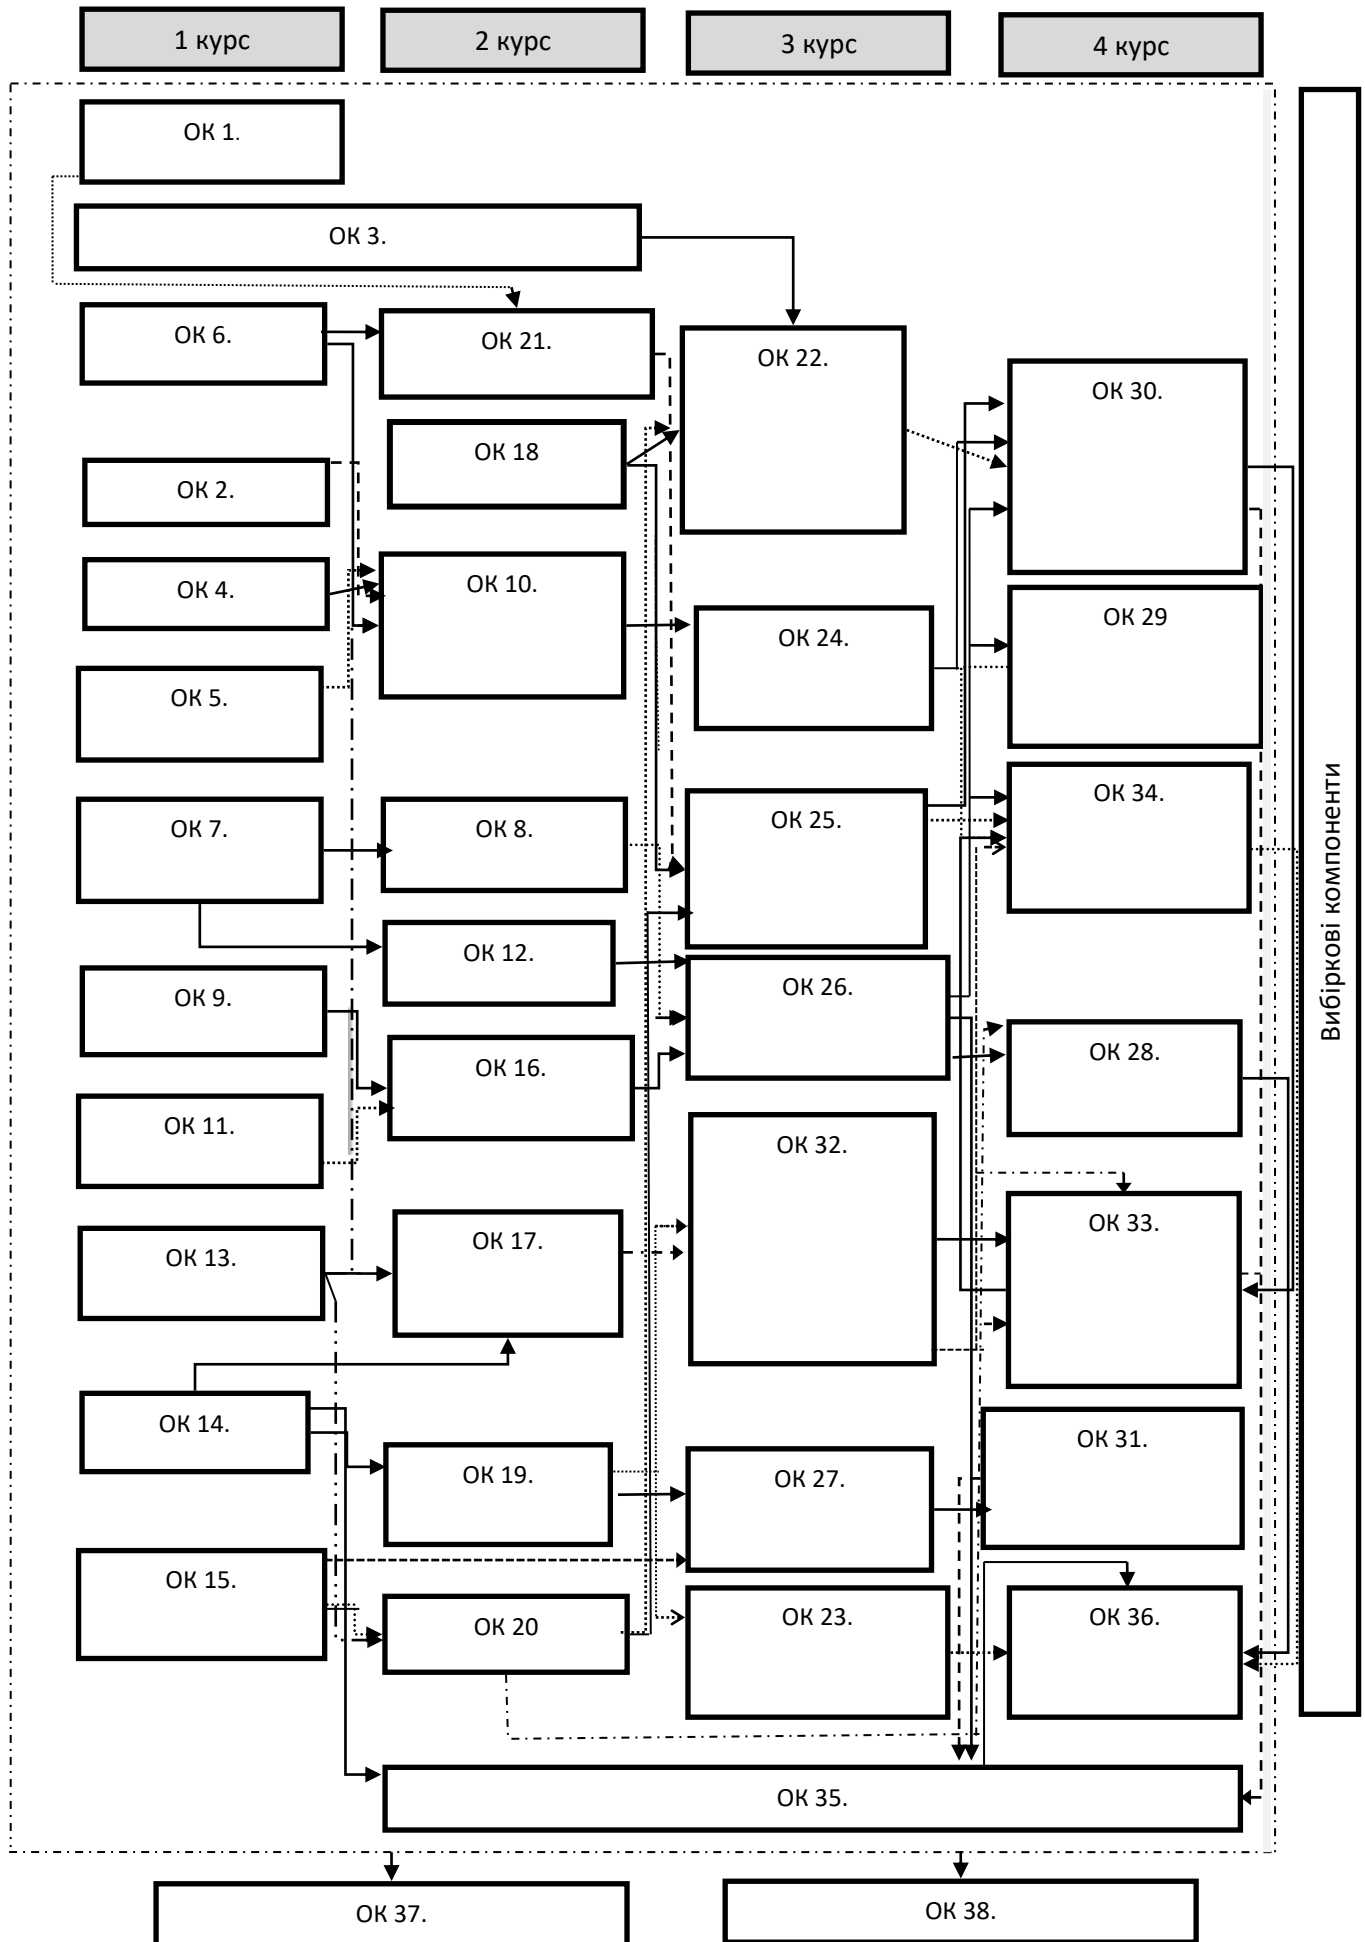 1 курс
2 курс
3 курс
4 курс
ОК 1.
ОК 3.
ОК 6.
ОК 21.
ОК 22.
ОК 30.
ОК 18
ОК 2.
ОК 4.
ОК 10.
ОК 24.
ОК 29
ОК 5.
ОК 7.
ОК 8.
ОК 25.
ОК 34.
ОК 12.
ОК 9.
ОК 26.
ОК 16.
ОК 28.
ОК 11.
ОК 32.
ОК 13.
ОК 17.
ОК 33.
ОК 14.
ОК 19.
ОК 27.
ОК 31.
ОК 15.
ОК 20
ОК 23.
ОК 36.
ОК 35.
ОК 37.
ОК 38.
Вибіркові компоненти